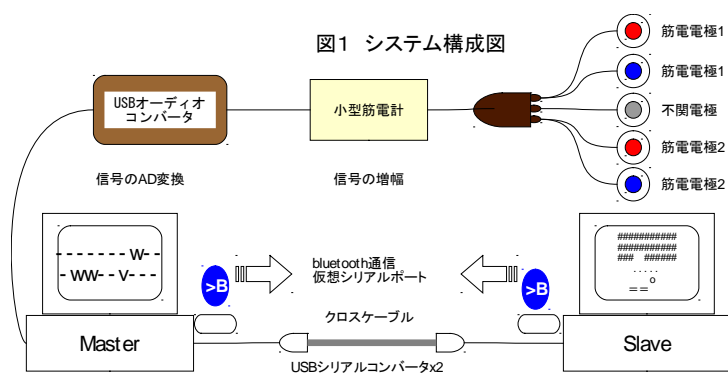 図1 システム構成図
筋電電極1
筋電電極1
不関電極
筋電電極2
筋電電極2
USBオーディオ
コンバータ
小型筋電計
信号のAD変換
信号の増幅
- - - - - - - - W- - -
- -WW- - V- - - -
>B
bluetooth通信
仮想シリアルポート
>B
###########
###########
### ######
. . . . .
o
= =
クロスケーブル
Master
USBシリアルコンバータx2
Slave